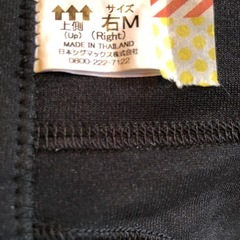 上側 サイズ
(Up) 右M
(Right)
MADE IN THAILAND
日本シグマックス株式会社
0800-222-7122